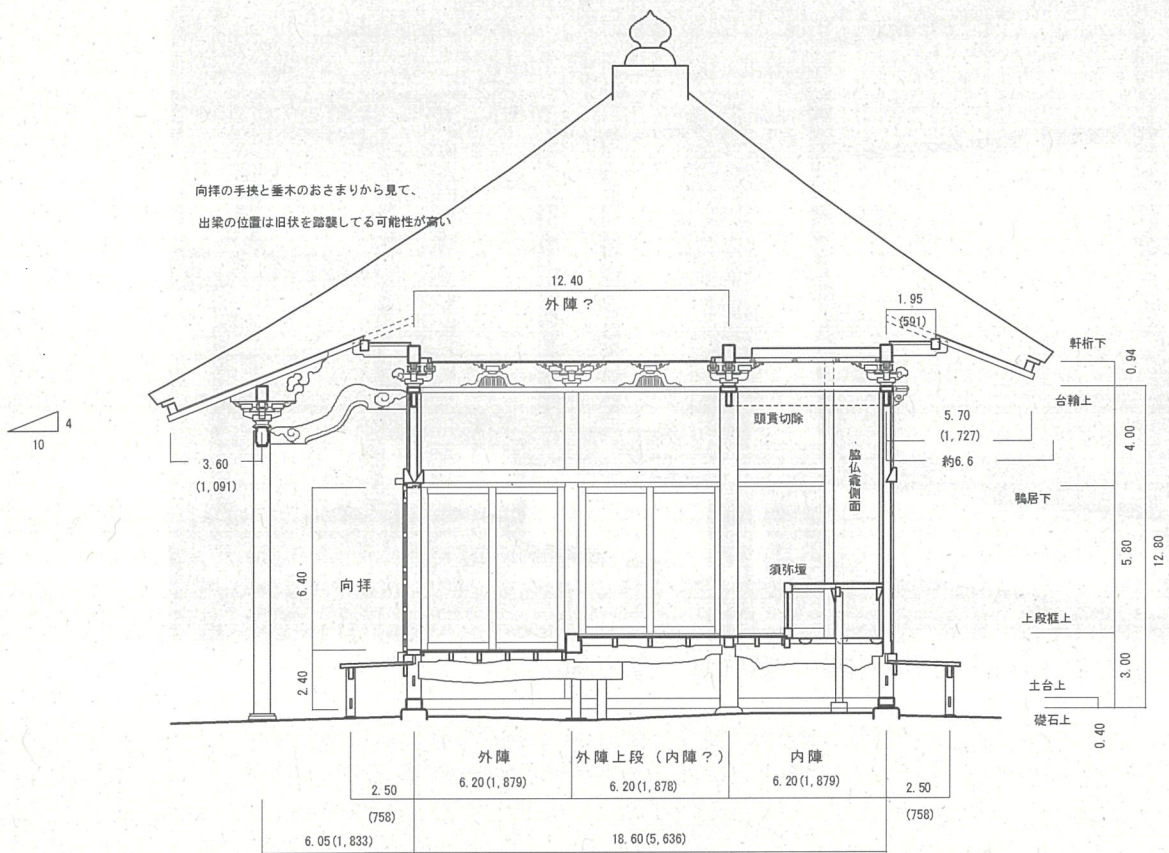 向拝の手挟と垂木のおさまりから見て、
出梁の位置は旧状を踏襲してる可能性が高い
12.40
外陣？
1.95
(591)
軒桁下
0.94
台輪上
頭貫切除
5.70
(1,727)
約6.6
4.00
4
10
3.60
(1,091)
脇仏龕側面
鴨居下
5.80
12.80
須弥壇
向拝
6.40
上段框上
3.00
2.40
土台上
礎石上
0.40
外陣
外陣上段（内陣？）
内陣
6.20(1,879)
6.20(1,878)
6.20(1,879)
2.50
(758)
2.50
(758)
6.05(1,833)
18.60(5,636)